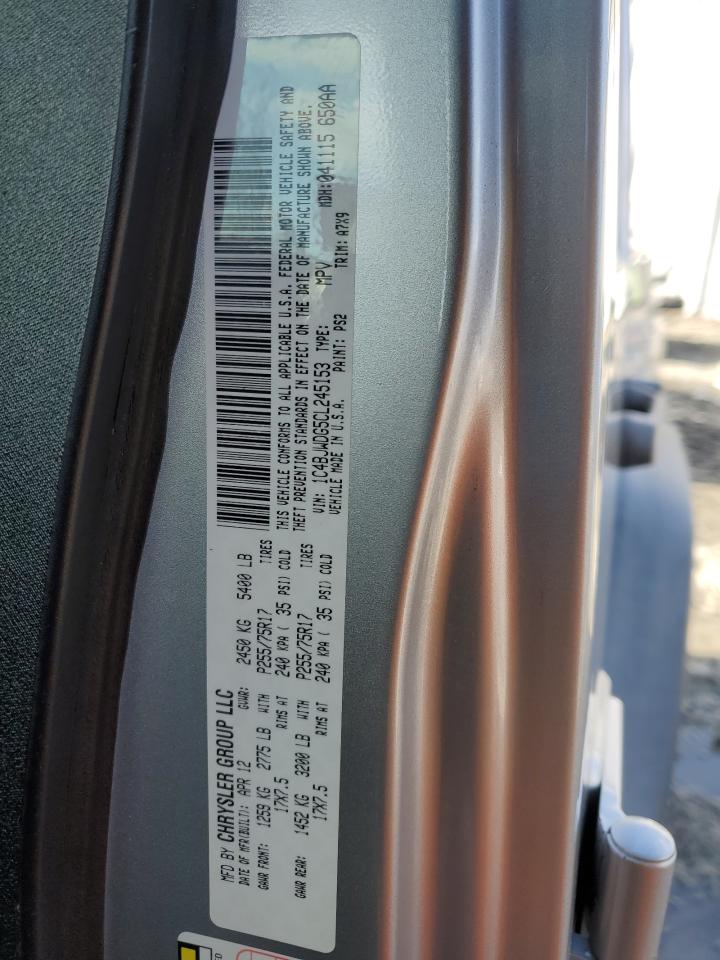 MFD BY CHRYSLER GROUP LLC
DATE OF MFR(BUILT): APR 12 GVWR: 2450 KG 5400 LB
GAWR FRONT: 1259 KG 2775 LB WITH P255/75R17 TIRES
17X7.5 RIMS AT 240 KPA ( 35 PSI) COLD
GAWR REAR: 1452 KG 3200 LB WITH P255/75R17 TIRES
17X7.5 RIMS AT 240 KPA ( 35 PSI) COLD
THIS VEHICLE CONFORMS TO ALL APPLICABLE U.S.A. FEDERAL MOTOR VEHICLE SAFETY AND
THEFT PREVENTION STANDARDS IN EFFECT ON THE DATE OF MANUFACTURE SHOWN ABOVE.
VIN: 1C4BJWDG5CL245153 TYPE: MPV MDH:041115 650AA
VEHICLE MADE IN U.S.A. PAINT: PS2 TRIM: A7X9